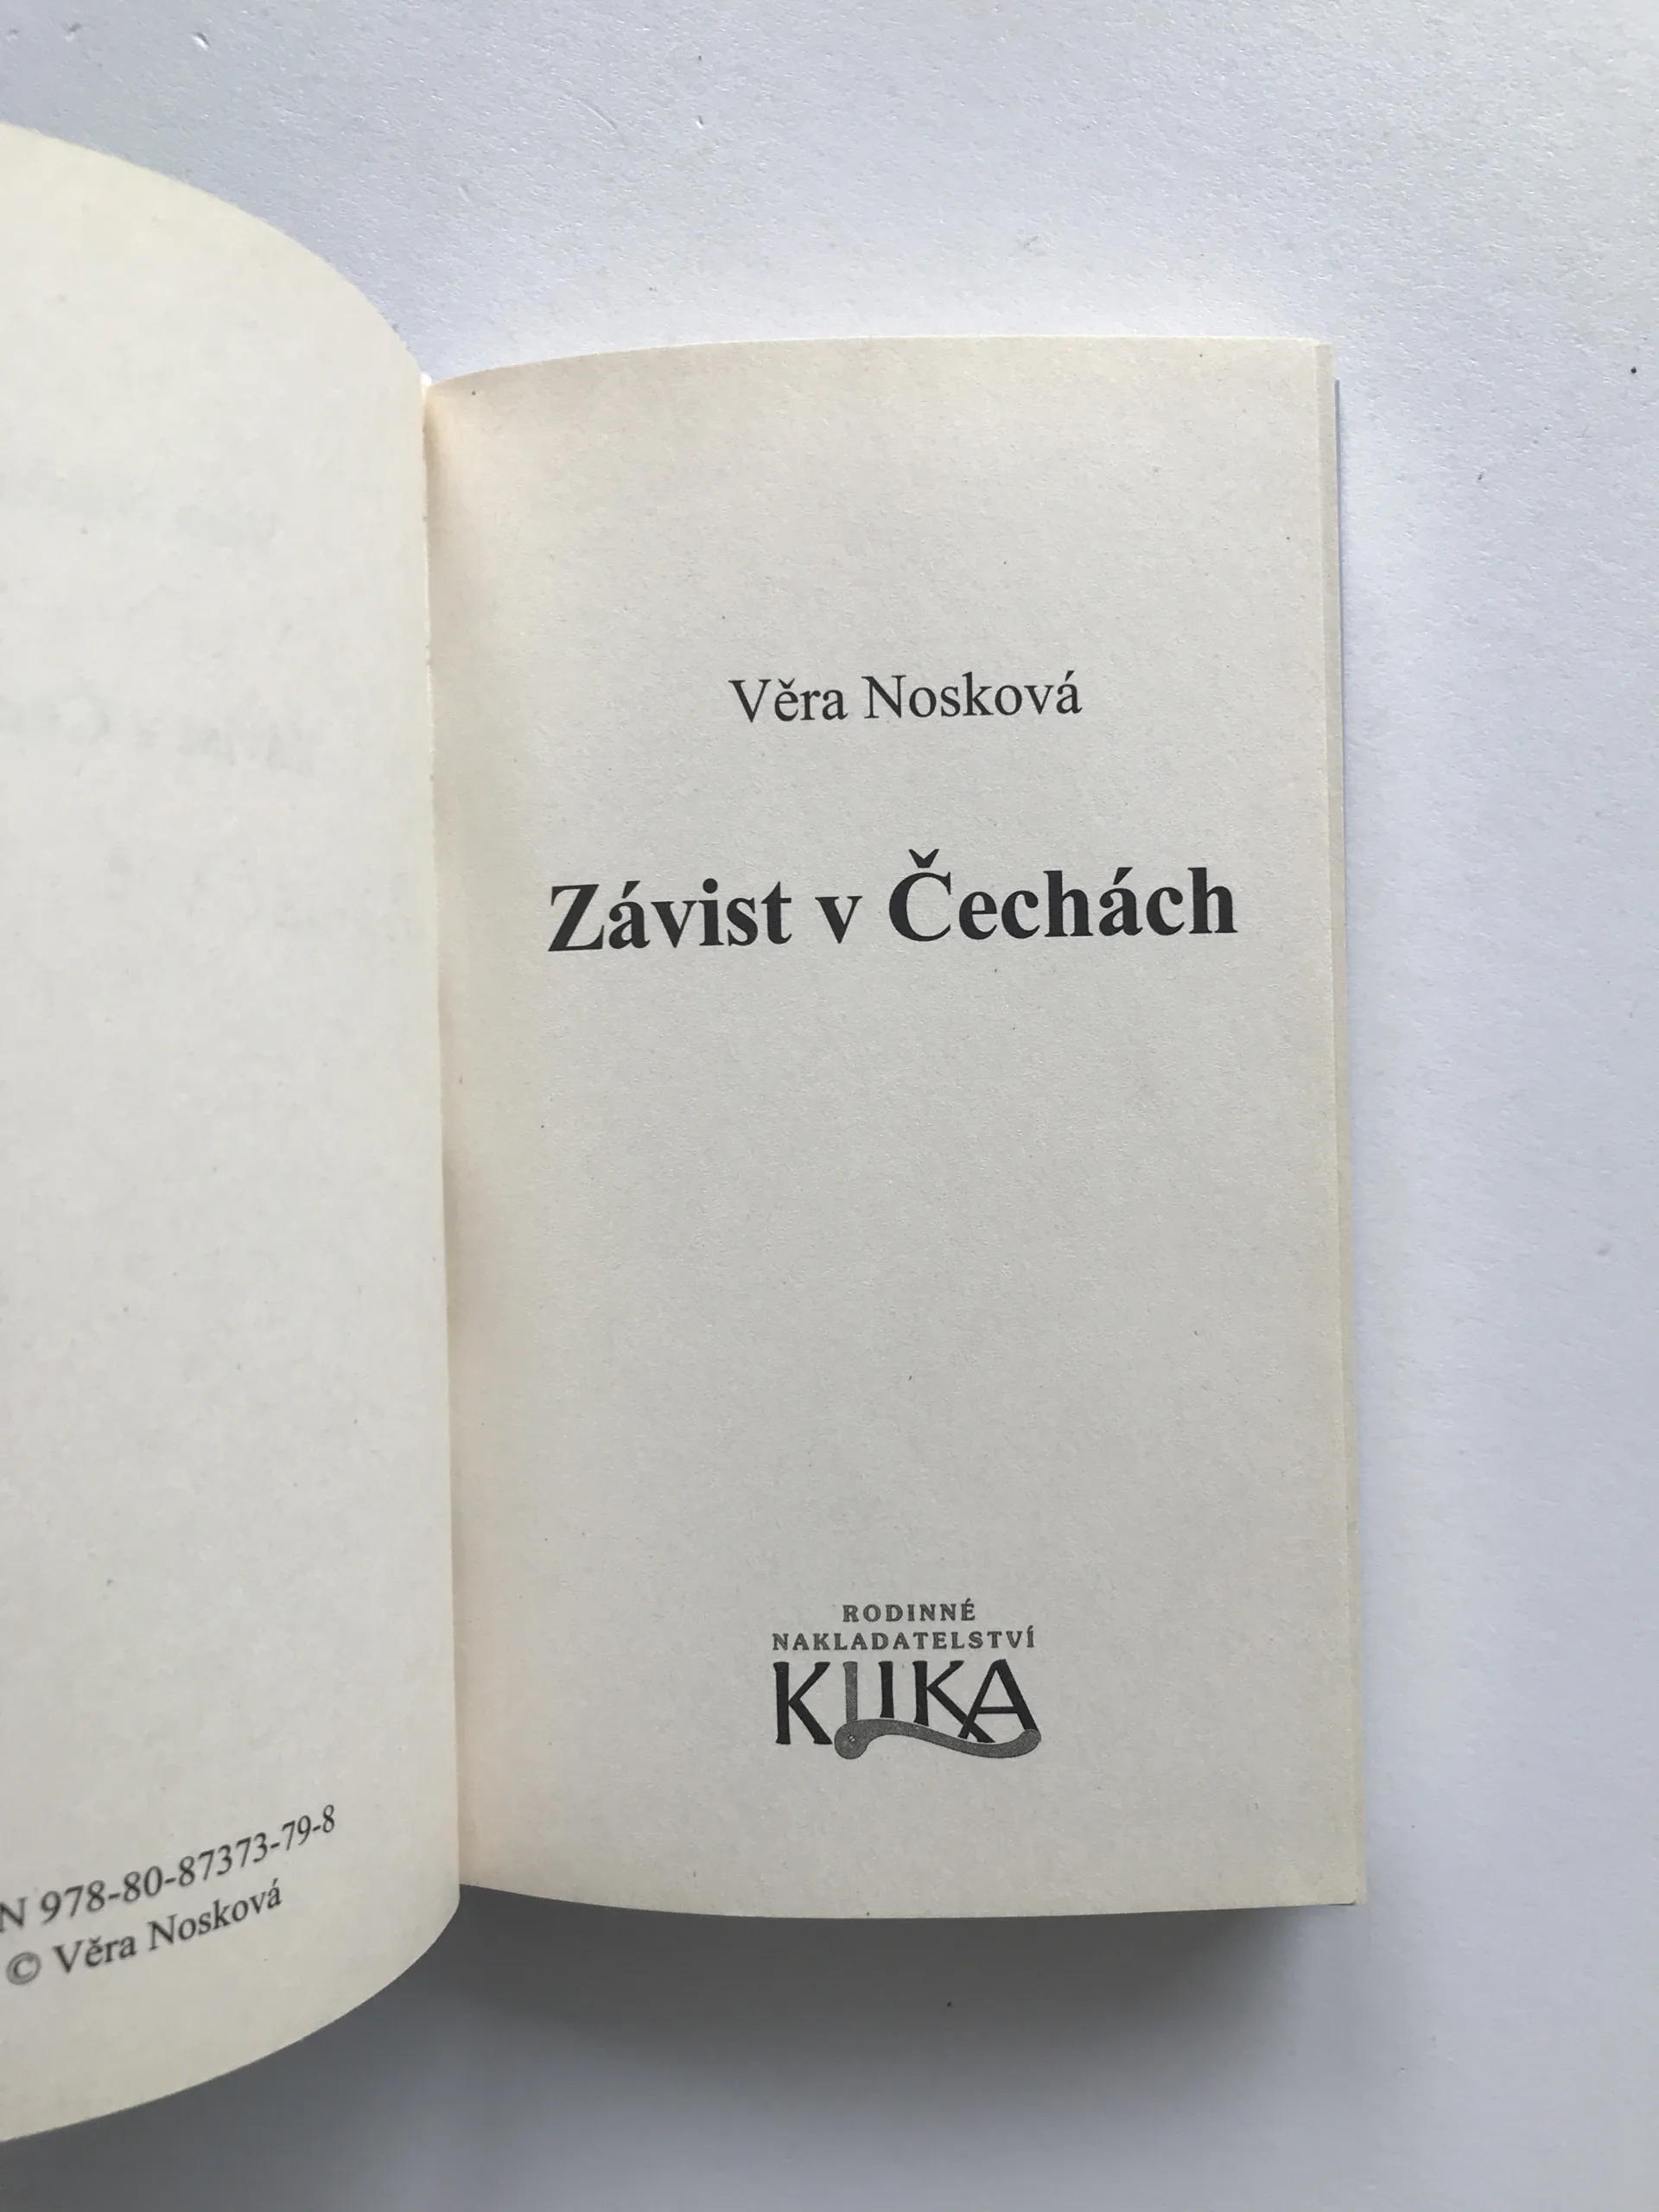 N 978-80-87373-79-8
© Věra Nosková
Věra Nosková
Závist v Čechách
RODINNÉ
NAKLADATELSTVÍ
KLIKA